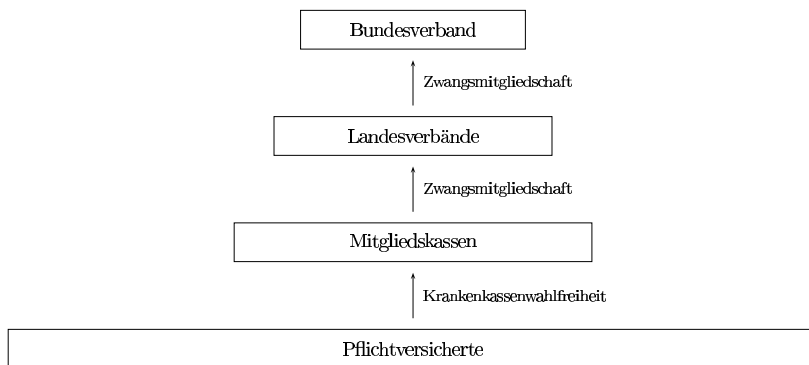 Bundesverband
Zwangsmitgliedschaft
Landesverbände
Zwangsmitgliedschaft
Mitgliedskassen
Krankenkassenwahlfreiheit
Pflichtversicherte